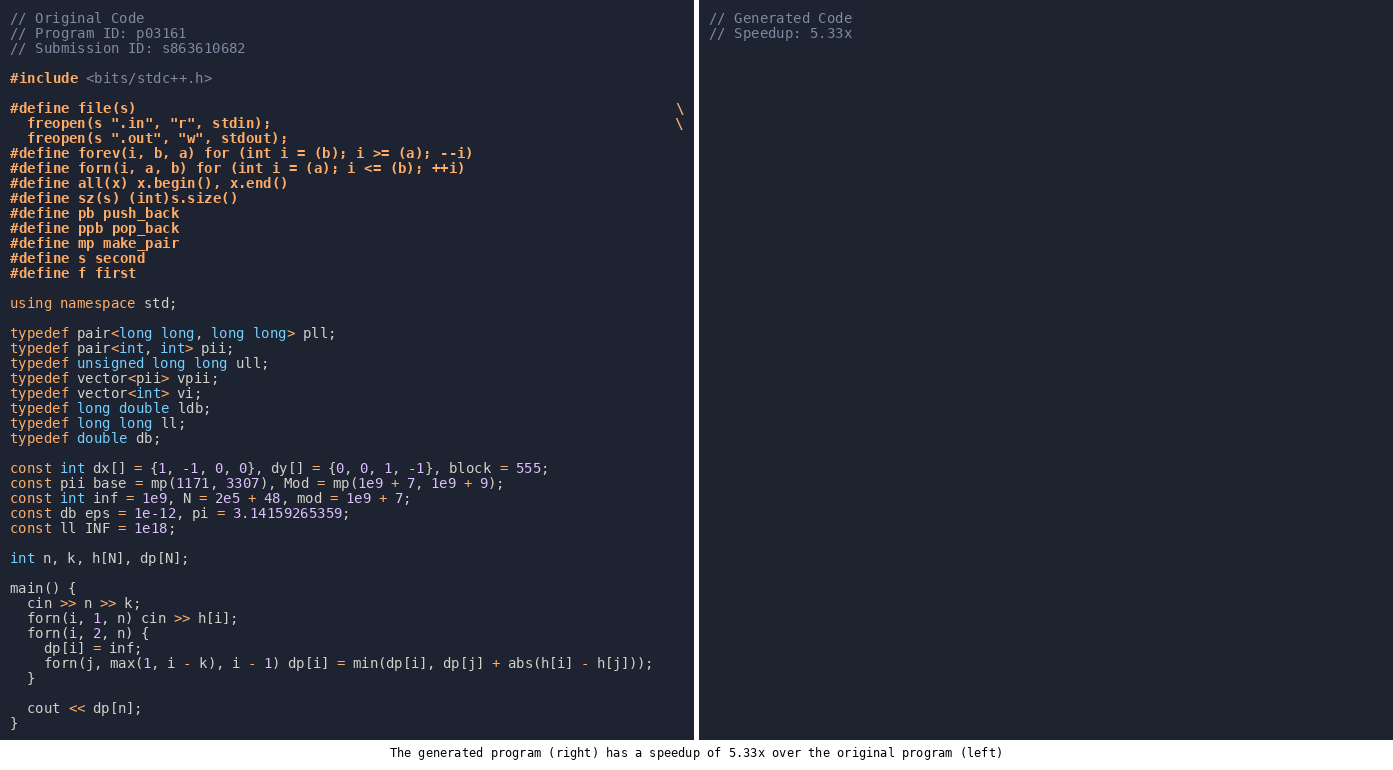 // Original Code
// Program ID: p03161
// Submission ID: s863610682
#include <bits/stdc++.h>
#define file(s) \
  freopen(s ".in", "r", stdin); \
  freopen(s ".out", "w", stdout);
#define forev(i, b, a) for (int i = (b); i >= (a); --i)
#define forn(i, a, b) for (int i = (a); i <= (b); ++i)
#define all(x) x.begin(), x.end()
#define sz(s) (int)s.size()
#define pb push_back
#define ppb pop_back
#define mp make_pair
#define s second
#define f first
using namespace std;
typedef pair<long long, long long> pll;
typedef pair<int, int> pii;
typedef unsigned long long ull;
typedef vector<pii> vpii;
typedef vector<int> vi;
typedef long double ldb;
typedef long long ll;
typedef double db;
const int dx[] = {1, -1, 0, 0}, dy[] = {0, 0, 1, -1}, block = 555;
const pii base = mp(1171, 3307), Mod = mp(1e9 + 7, 1e9 + 9);
const int inf = 1e9, N = 2e5 + 48, mod = 1e9 + 7;
const db eps = 1e-12, pi = 3.14159265359;
const ll INF = 1e18;
int n, k, h[N], dp[N];
main() {
  cin >> n >> k;
  forn(i, 1, n) cin >> h[i];
  forn(i, 2, n) {
    dp[i] = inf;
    forn(j, max(1, i - k), i - 1) dp[i] = min(dp[i], dp[j] + abs(h[i] - h[j]));
  }
  cout << dp[n];
}
// Generated Code
// Speedup: 5.33x
The generated program (right) has a speedup of 5.33x over the original program (left)